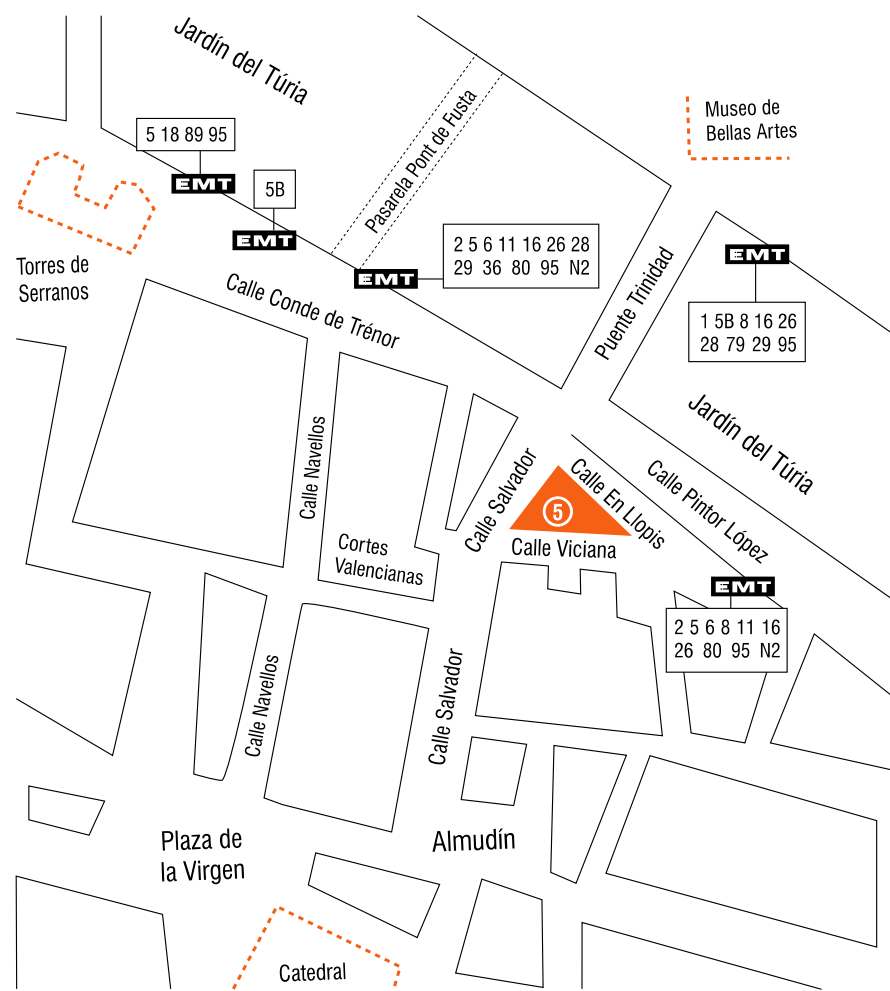 Jardín del Túria
5 18 89 95
EMT
5B
EMT
Pasarela Pont de Fusta
Museo de
Bellas Artes
2 5 6 11 16 26 28
29 36 80 95 N2
EMT
EMT
1 5B 8 16 26
28 79 29 95
Puente Trinidad
Torres de
Serranos
Calle Conde de Trénor
Jardín del Túria
Calle Navellos
Calle Salvador
5
Calle En Llopis
Calle Pintor López
Calle Viciana
Cortes
Valencianas
EMT
2 5 6 8 11 16
26 80 95 N2
Calle Navellos
Calle Salvador
Plaza de
la Virgen
Almudín
Catedral